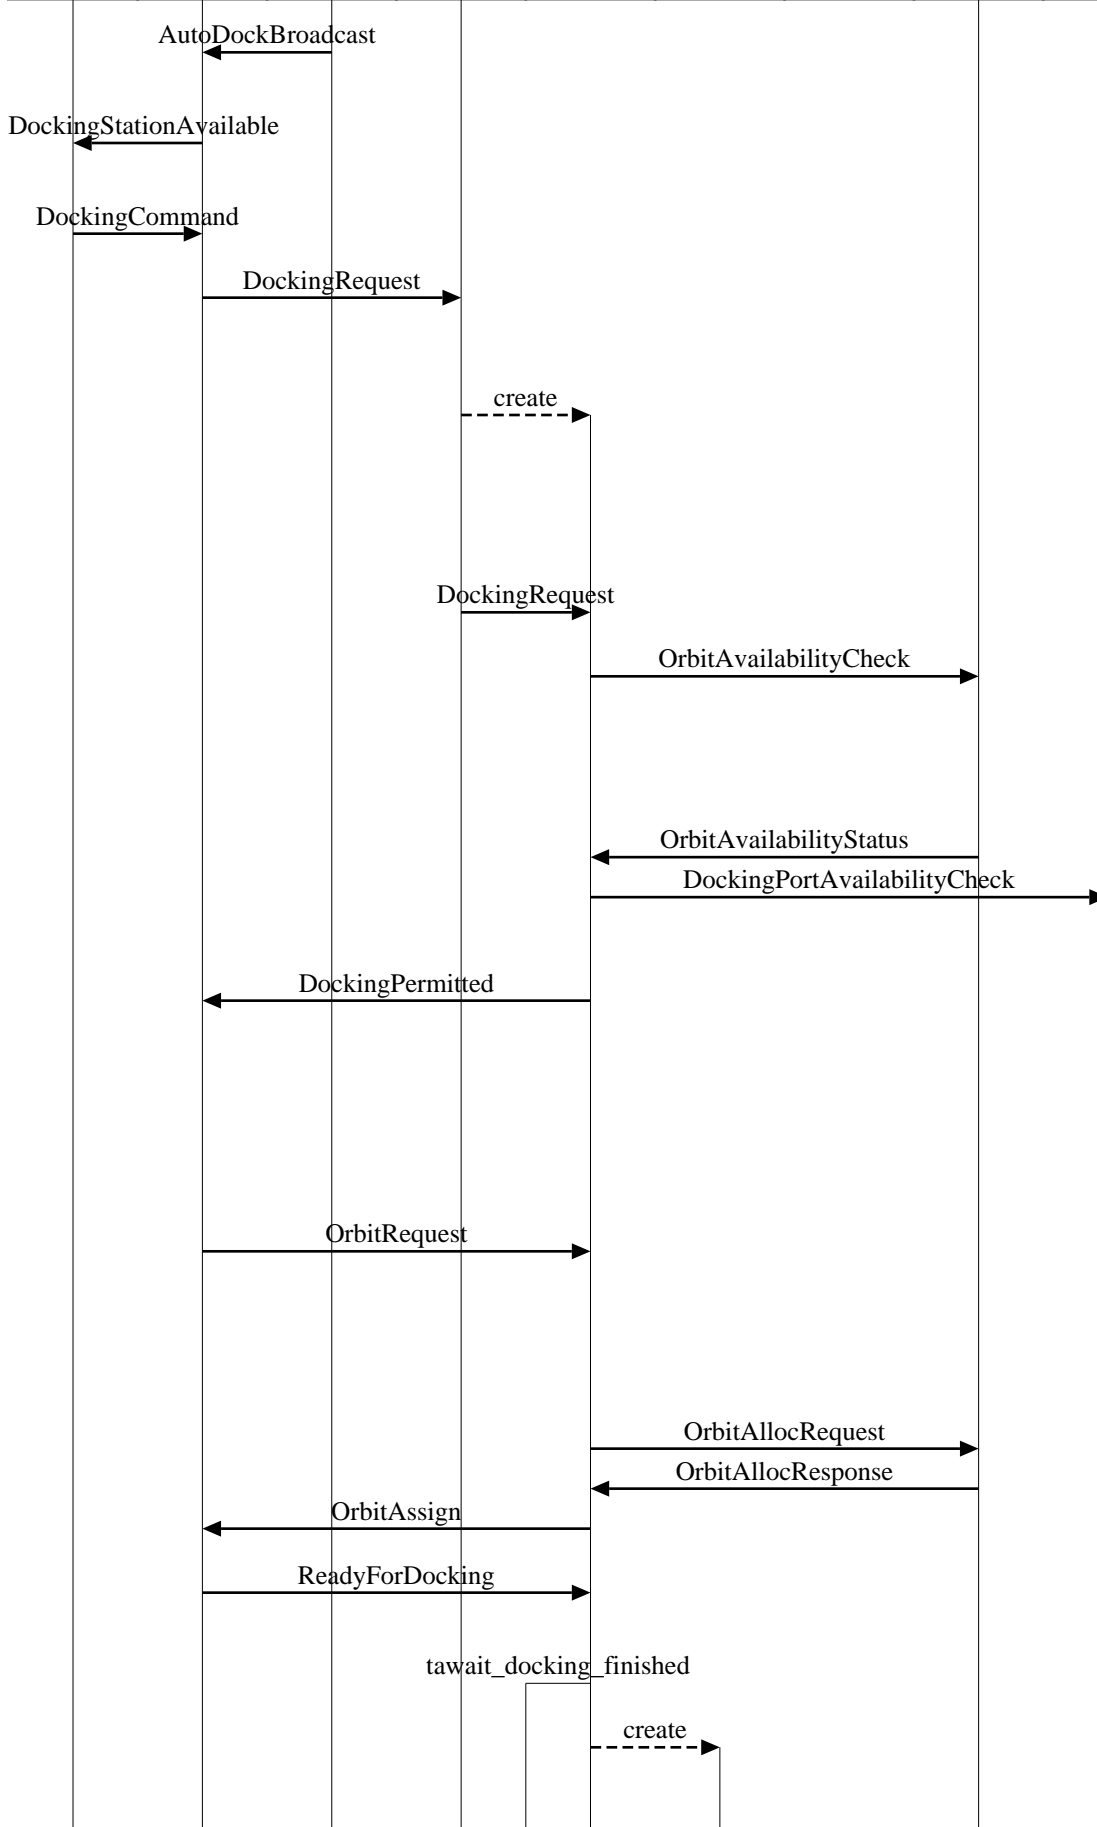 AutoDockBroadcast
DockingStationAvailable
DockingCommand
DockingRequest
create
DockingRequest
OrbitAvailabilityCheck
OrbitAvailabilityStatus
DockingPortAvailabilityCheck
DockingPermitted
OrbitRequest
OrbitAllocRequest
OrbitAllocResponse
OrbitAssign
ReadyForDocking
tawait_docking_finished
create